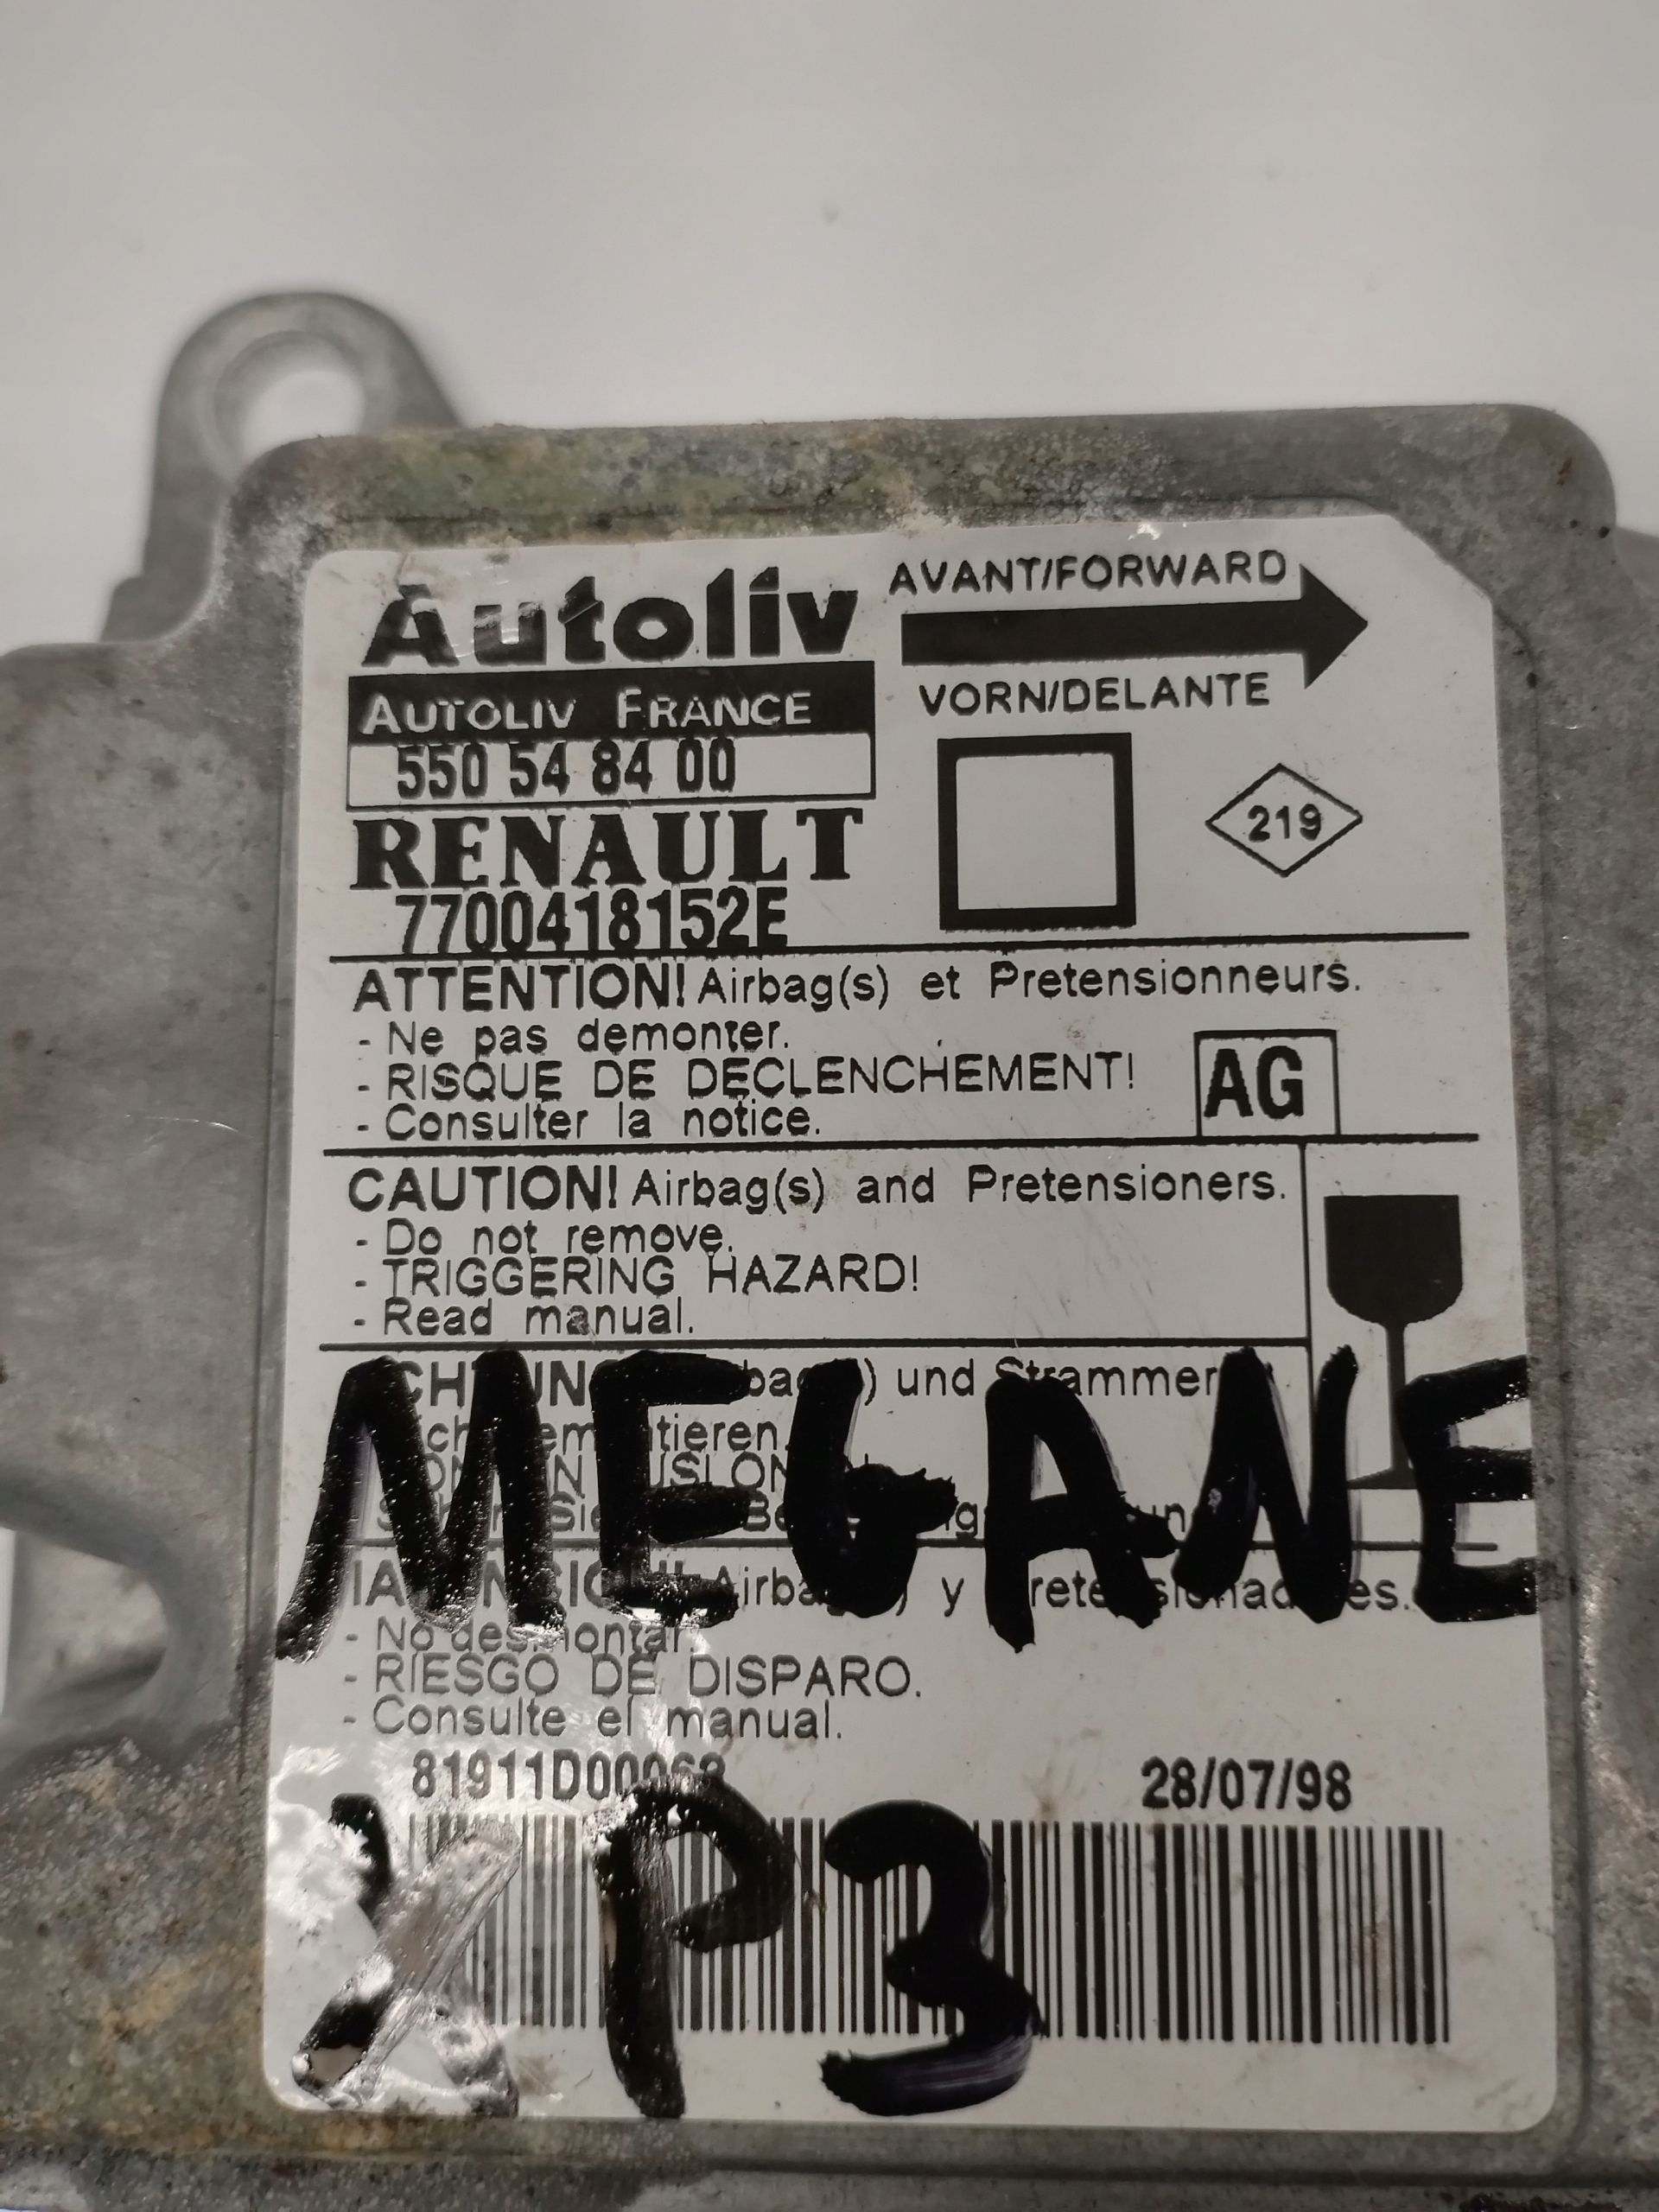 Autoliv
AVANT/FORWARD
AUTOLIV FRANCE
VORN/DELANTE
550 54 84 00
219
RENAULT
7700418152E
ATTENTION! Airbag(s) et Pretensionneurs.
- Ne pas demonter.
- RISQUE DE DECLENCHEMENT!
- Consulter la notice.
AG
CAUTION! Airbag(s) and Pretensioners.
- Do not remove.
- TRIGGERING HAZARD!
- Read manual.
und Strammer
MEGANE
y
- No desmontar.
- RIESGO DE DISPARO.
- Consulte el manual.
28/07/98
XP3